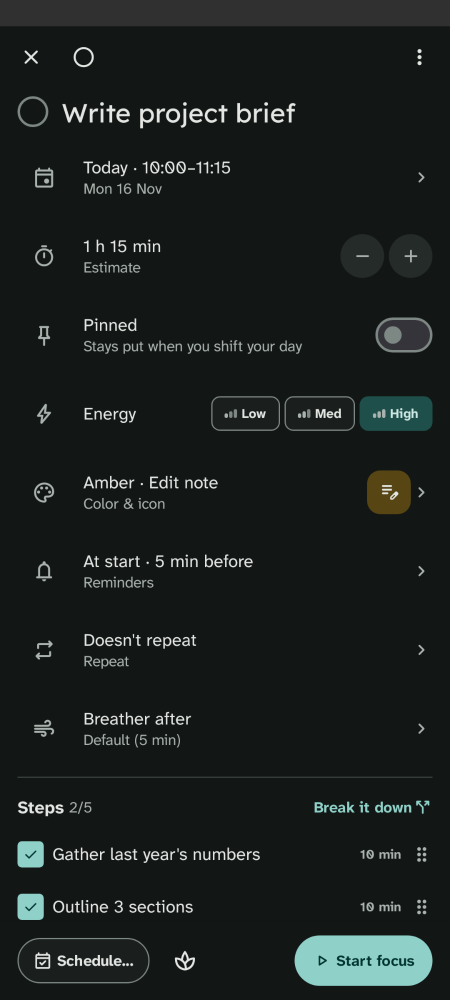 Write project brief
Today · 10:00–11:15
Mon 16 Nov
1 h 15 min
Estimate
Pinned
Stays put when you shift your day
Energy
Low
Med
High
Amber · Edit note
Color & icon
At start · 5 min before
Reminders
Doesn't repeat
Repeat
Breather after
Default (5 min)
Steps 2/5
Break it down
Gather last year's numbers
10 min
Outline 3 sections
10 min
Schedule...
Start focus